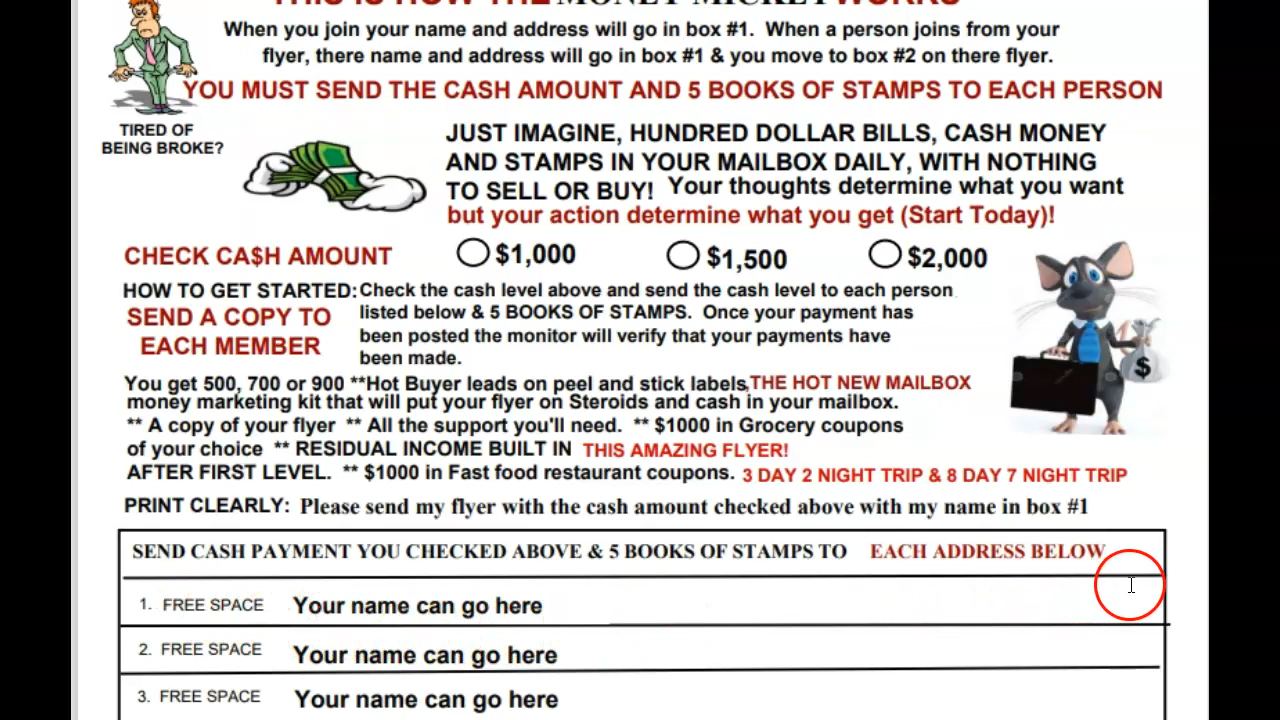 THIS IS HOW THE MONEY MICKEY WORKS
When you join your name and address will go in box #1. When a person joins from your
flyer, there name and address will go in box #1 & you move to box #2 on there flyer.
YOU MUST SEND THE CASH AMOUNT AND 5 BOOKS OF STAMPS TO EACH PERSON
TIRED OF
BEING BROKE?
JUST IMAGINE, HUNDRED DOLLAR BILLS, CASH MONEY
AND STAMPS IN YOUR MAILBOX DAILY, WITH NOTHING
TO SELL OR BUY! Your thoughts determine what you want
but your action determine what you get (Start Today)!
CHECK CA$H AMOUNT $1,000 $1,500 $2,000
HOW TO GET STARTED: Check the cash level above and send the cash level to each person
SEND A COPY TO listed below & 5 BOOKS OF STAMPS. Once your payment has
been posted the monitor will verify that your payments have
EACH MEMBER been made.
You get 500, 700 or 900 **Hot Buyer leads on peel and stick labels, THE HOT NEW MAILBOX
money marketing kit that will put your flyer on Steroids and cash in your mailbox.
** A copy of your flyer ** All the support you'll need. ** $1000 in Grocery coupons
of your choice ** RESIDUAL INCOME BUILT IN THIS AMAZING FLYER!
AFTER FIRST LEVEL. ** $1000 in Fast food restaurant coupons. 3 DAY 2 NIGHT TRIP & 8 DAY 7 NIGHT TRIP
PRINT CLEARLY: Please send my flyer with the cash amount checked above with my name in box #1
SEND CASH PAYMENT YOU CHECKED ABOVE & 5 BOOKS OF STAMPS TO EACH ADDRESS BELOW
1. FREE SPACE Your name can go here
2. FREE SPACE Your name can go here
3. FREE SPACE Your name can go here
$